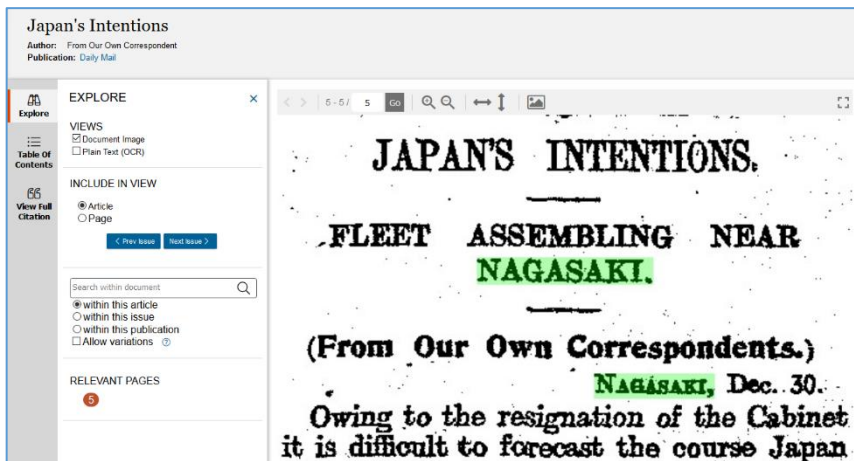 Japan's Intentions
Author: From Our Own Correspondent
Publication: Daily Mail
Explore
Table Of
Contents
View Full
Citation
EXPLORE ×
VIEWS
Document Image
Plain Text (OCR)
INCLUDE IN VIEW
Article
Page
< Prev Issue
Next Issue >
Search within document
within this article
within this issue
within this publication
Allow variations ?
RELEVANT PAGES
5
< > 5 - 5 / 5 Go
JAPAN'S INTENTIONS.
FLEET ASSEMBLING NEAR
NAGASAKI.
(From Our Own Correspondents.)
NAGASAKI, Dec. 30.
Owing to the resignation of the Cabinet
it is difficult to forecast the course Japan